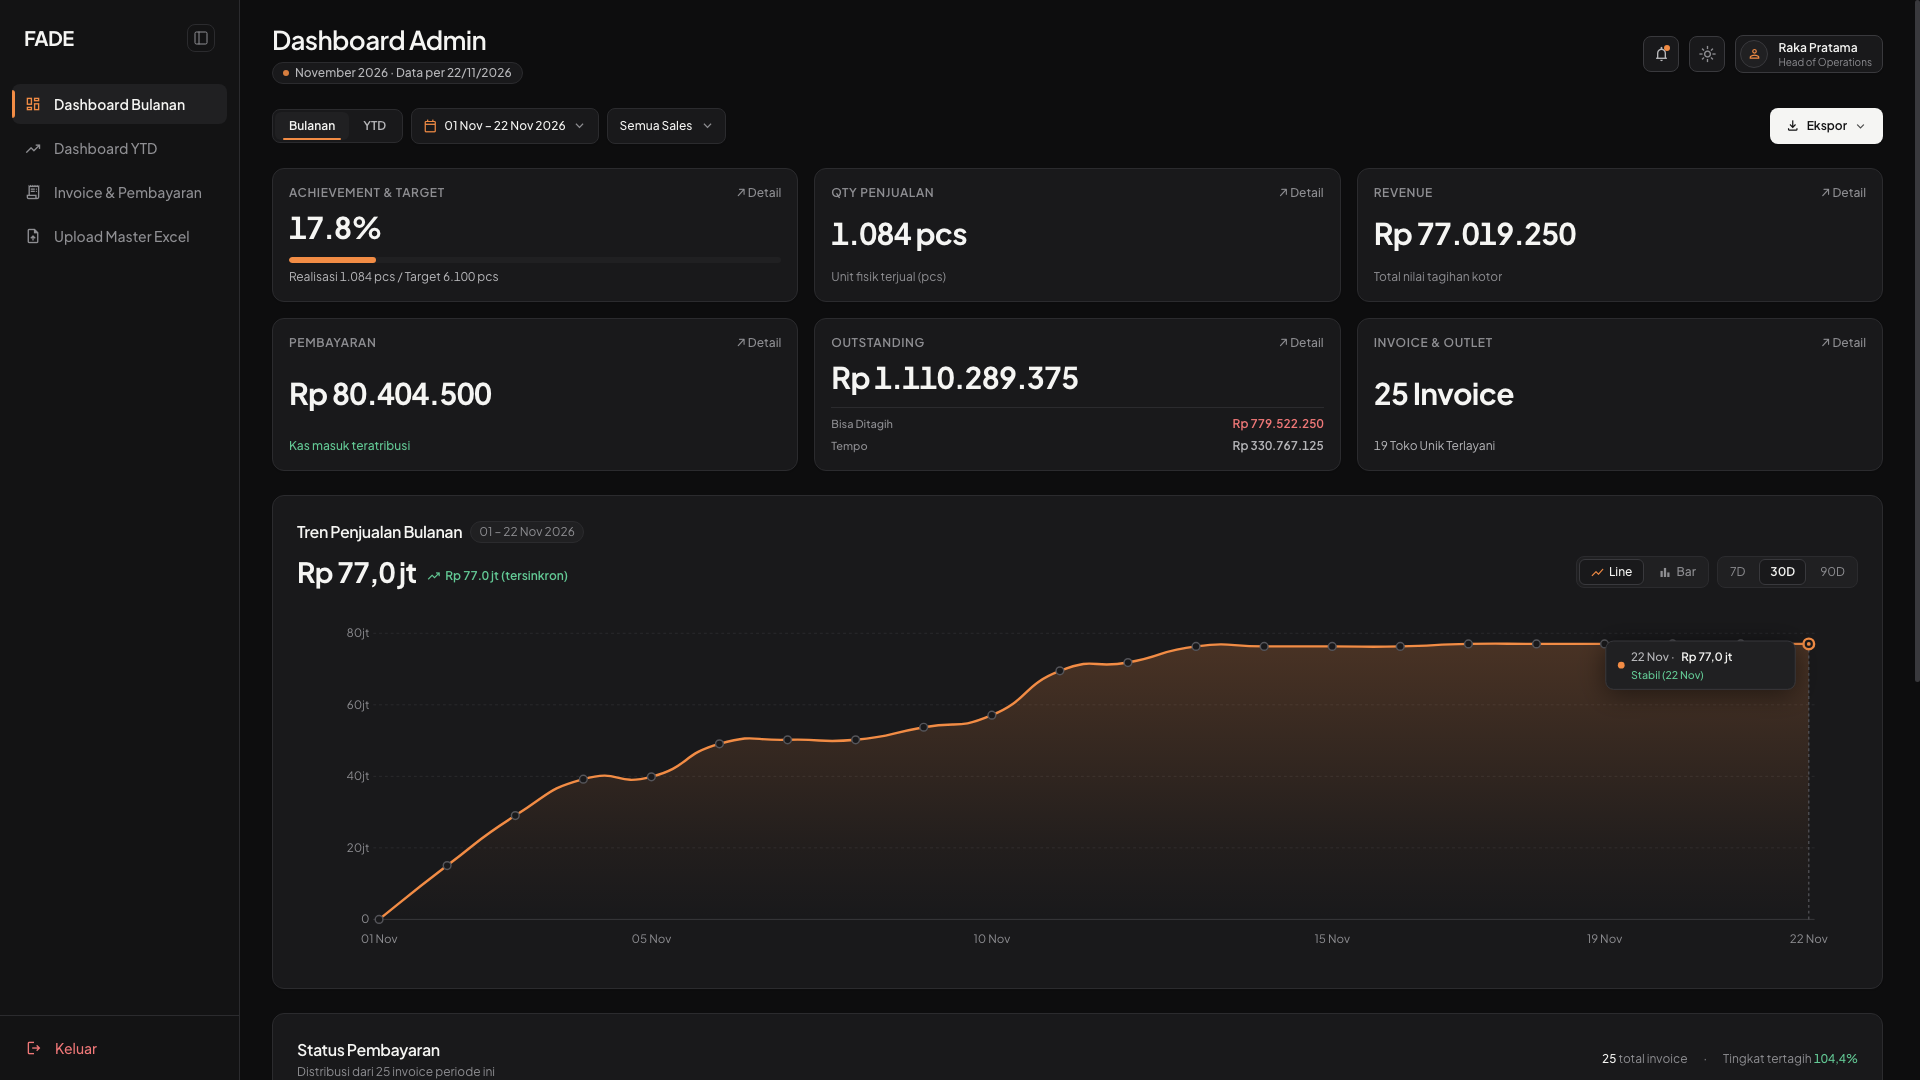 FADE
Dashboard Bulanan
Dashboard YTD
Invoice & Pembayaran
Upload Master Excel
Keluar
Dashboard Admin
November 2026 · Data per 22/11/2026
Raka Pratama
Head of Operations
Bulanan YTD 01 Nov – 22 Nov 2026 Semua Sales Ekspor
ACHIEVEMENT & TARGET Detail
17.8%
Realisasi 1.084 pcs / Target 6.100 pcs
QTY PENJUALAN Detail
1.084 pcs
Unit fisik terjual (pcs)
REVENUE Detail
Rp 77.019.250
Total nilai tagihan kotor
PEMBAYARAN Detail
Rp 80.404.500
Kas masuk teratribusi
OUTSTANDING Detail
Rp 1.110.289.375
Bisa Ditagih Rp 779.522.250
Tempo Rp 330.767.125
INVOICE & OUTLET Detail
25 Invoice
19 Toko Unik Terlayani
Tren Penjualan Bulanan 01 – 22 Nov 2026
Rp 77,0 jt Rp 77.0 jt (tersinkron)
Line Bar 7D 30D 90D
80jt
60jt
40jt
20jt
0
22 Nov · Rp 77,0 jt
Stabil (22 Nov)
01 Nov 05 Nov 10 Nov 15 Nov 19 Nov 22 Nov
Status Pembayaran
Distribusi dari 25 invoice periode ini
25 total invoice · Tingkat tertagih 104,4%